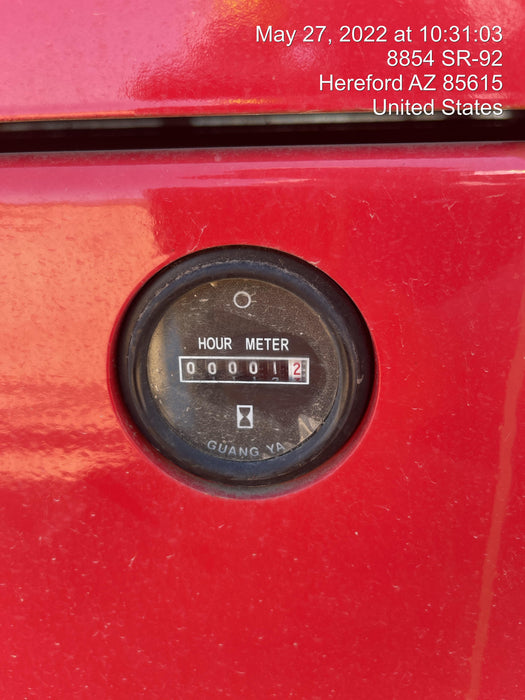 May 27, 2022 at 10:31:03
8854 SR-92
Hereford AZ 85615
United States
HOUR METER
000012
GUANG YA